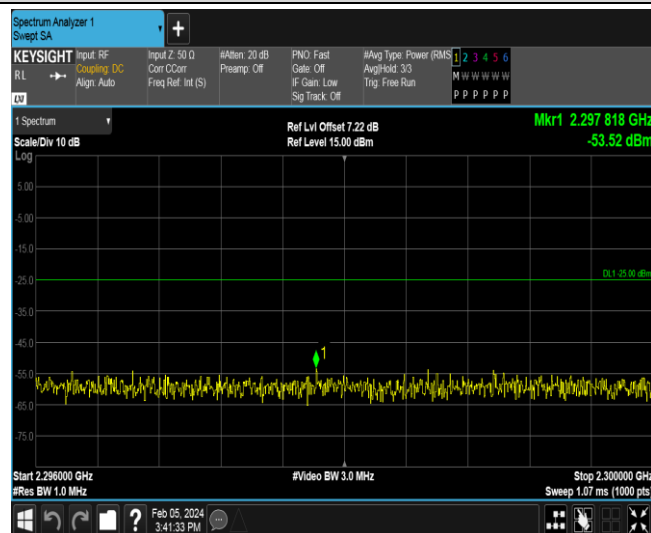 Spectrum Analyzer 1
Swept SA
+
KEYSIGHT
RL
LXI
Input: RF
Coupling: DC
Align: Auto
Input Z: 50 Ω
Corr CCorr
Freq Ref: Int (S)
#Atten: 20 dB
Preamp: Off
PNO: Fast
Gate: Off
IF Gain: Low
Sig Track: Off
#Avg Type: Power (RMS
Avg|Hold: 3/3
Trig: Free Run
1 2 3 4 5 6
M W W W W W
P P P P P P
1 Spectrum
Scale/Div 10 dB
Log
Ref Lvl Offset 7.22 dB
Ref Level 15.00 dBm
Mkr1 2.297 818 GHz
-53.52 dBm
5.00
-5.00
-15.0
-25.0
DL1 -25.00 dBm
-35.0
-45.0
1
-55.0
-65.0
-75.0
Start 2.296000 GHz
#Video BW 3.0 MHz
Stop 2.300000 GHz
#Res BW 1.0 MHz
Sweep 1.07 ms (1000 pts)
?
Feb 05, 2024
3:41:33 PM